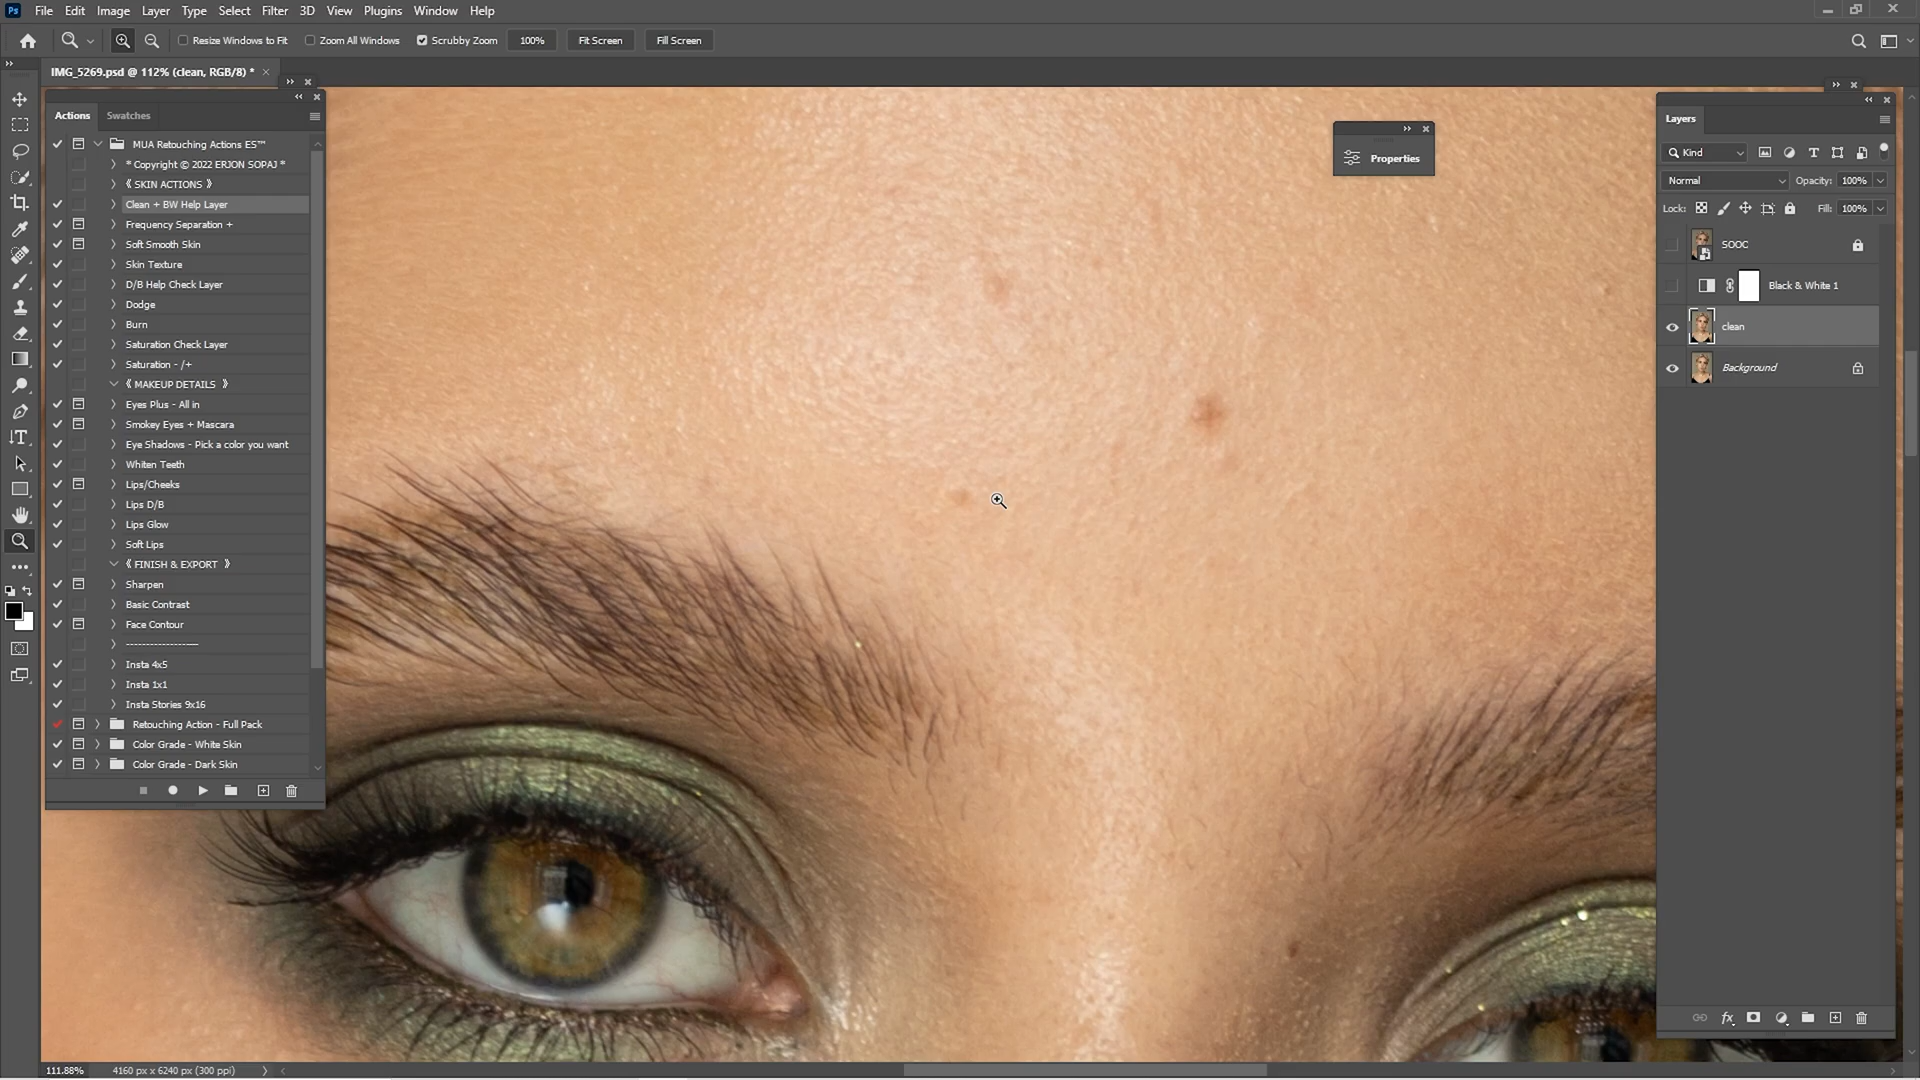 Ps File Edit Image Layer Type Select Filter 3D View Plugins Window Help
Resize Windows to Fit Zoom All Windows Scrubby Zoom 100% Fit Screen Fill Screen
IMG_5269.psd @ 112% (clean, RGB/8) *
Actions Swatches
MUA Retouching Actions ES™
* Copyright © 2022 ERJON SOPAJ *
《 SKIN ACTIONS 》
Clean + BW Help Layer
Frequency Separation +
Soft Smooth Skin
Skin Texture
D/B Help Check Layer
Dodge
Burn
Saturation Check Layer
Saturation - /+
《 MAKEUP DETAILS 》
Eyes Plus - All in
Smokey Eyes + Mascara
Eye Shadows - Pick a color you want
Whiten Teeth
Lips/Cheeks
Lips D/B
Lips Glow
Soft Lips
《 FINISH & EXPORT 》
Sharpen
Basic Contrast
Face Contour
-------------------
Insta 4x5
Insta 1x1
Insta Stories 9x16
Retouching Action - Full Pack
Color Grade - White Skin
Color Grade - Dark Skin
Properties
Layers
Kind
Normal Opacity: 100%
Lock: Fill: 100%
SOOC
Black & White 1
clean
Background
fx
111.88% 4160 px x 6240 px (300 ppi)